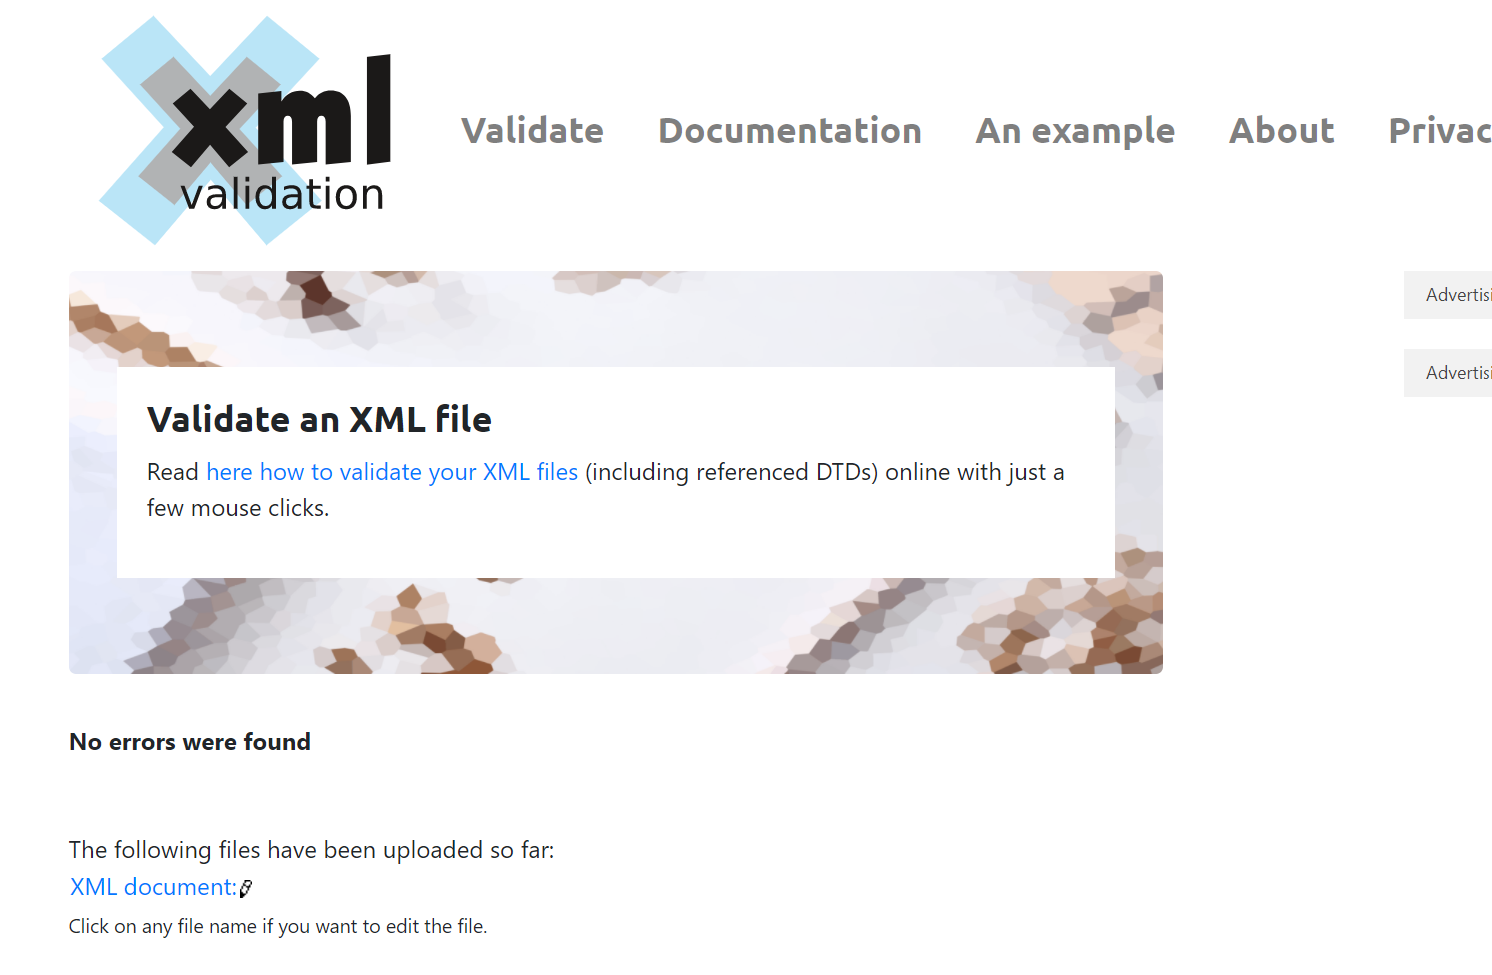 xml
validation
Validate Documentation An example About Privac
Advertisi
Advertisi
Validate an XML file
Read here how to validate your XML files (including referenced DTDs) online with just a
few mouse clicks.
No errors were found
The following files have been uploaded so far:
XML document:
Click on any file name if you want to edit the file.